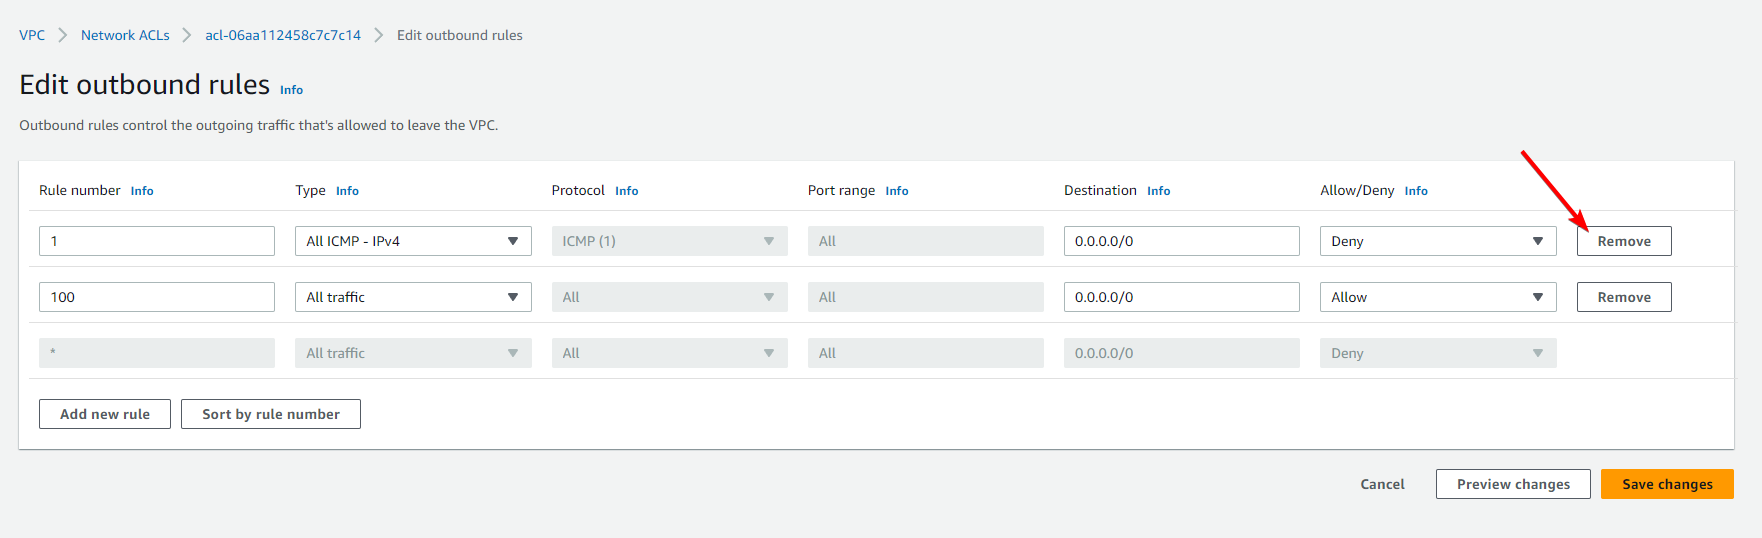 VPC > Network ACLs > acl-06aa112458c7c7c14 > Edit outbound rules
Edit outbound rules Info
Outbound rules control the outgoing traffic that's allowed to leave the VPC.
Rule number Info Type Info Protocol Info Port range Info Destination Info Allow/Deny Info
1 All ICMP - IPv4 ICMP (1) All 0.0.0.0/0 Deny Remove
100 All traffic All All 0.0.0.0/0 Allow Remove
* All traffic All All 0.0.0.0/0 Deny
Add new rule Sort by rule number
Cancel Preview changes Save changes